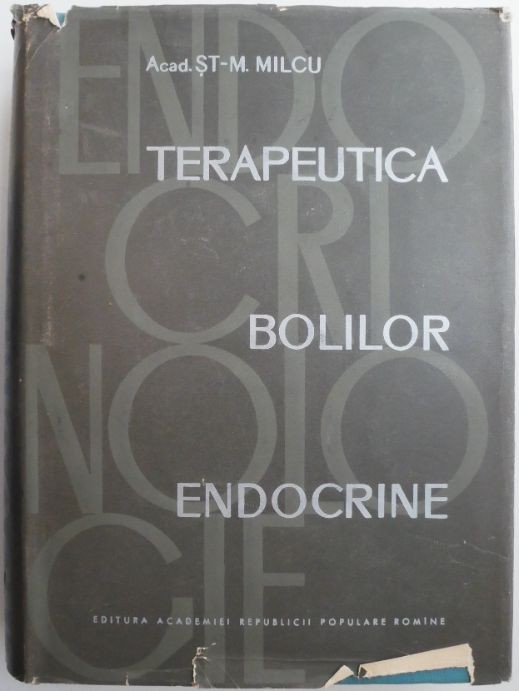 Acad. ȘT-M. MILCU
TERAPEUTICA
BOLILOR
ENDOCRINE
ENDO
CRI
NOLO
GIE
EDITURA ACADEMIEI REPUBLICII POPULARE ROMÎNE